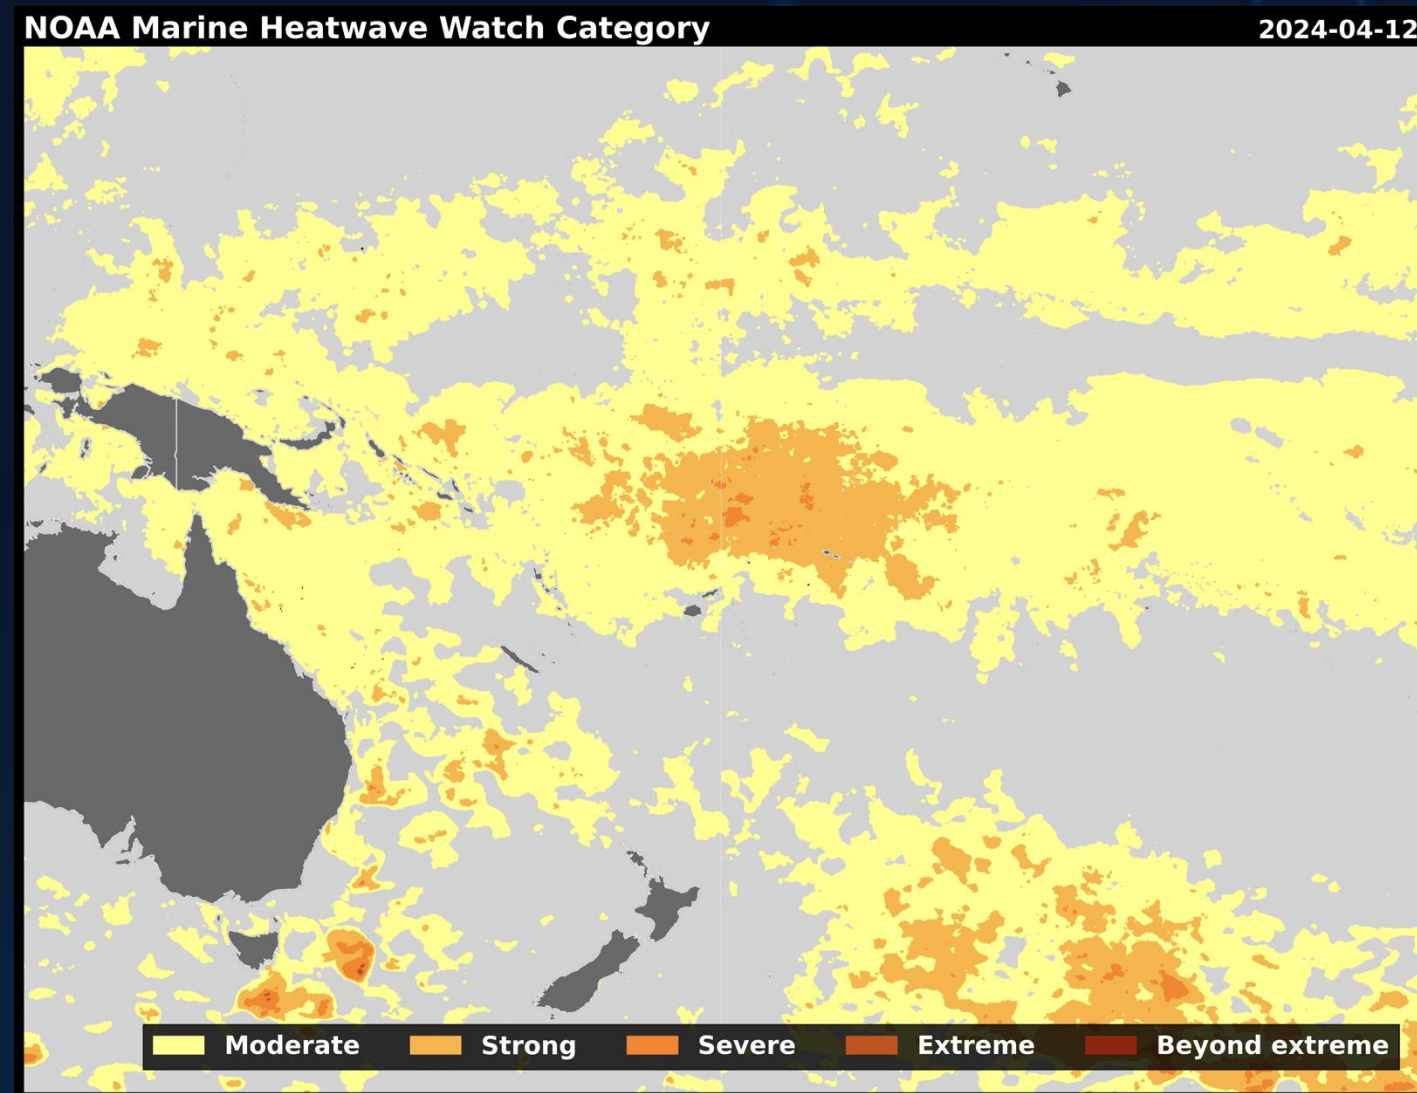 NOAA Marine Heatwave Watch Category 2024-04-12
Moderate Strong Severe Extreme Beyond extreme